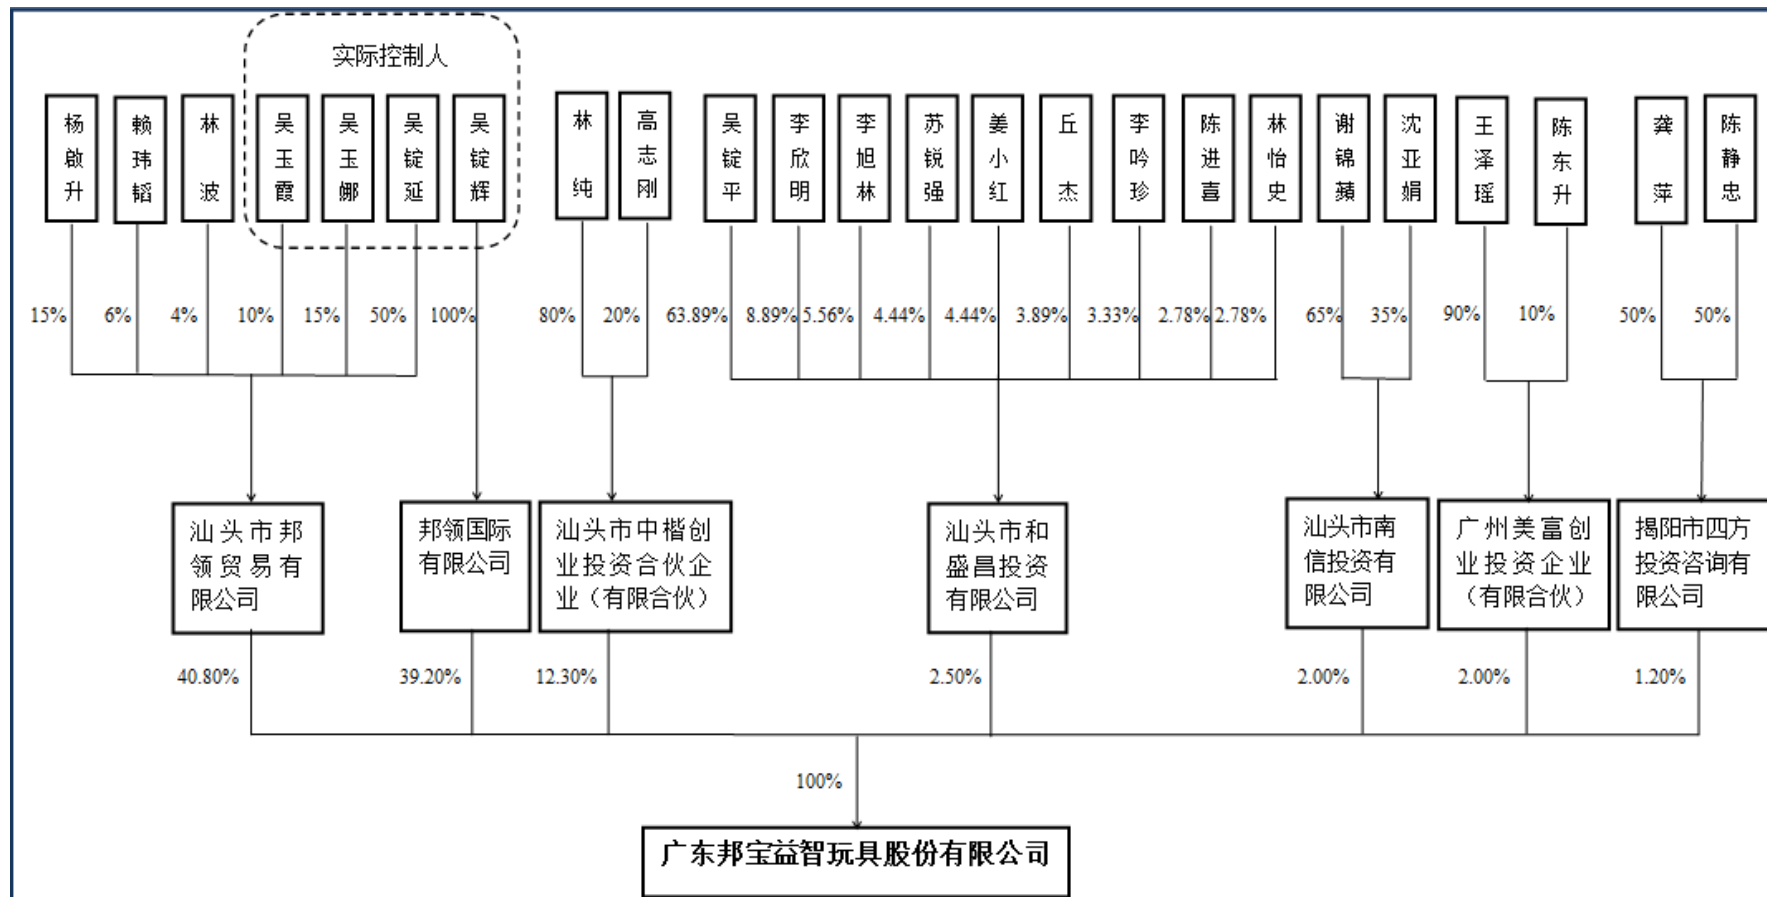 实际控制人
杨啟升
赖玮韬
林波
吴玉霞
吴玉娜
吴锭延
吴锭辉
林纯
高志刚
吴锭平
李欣明
李旭林
苏锐强
姜小红
丘杰
李吟珍
陈进喜
林怡史
谢锦蘋
沈亚娟
王泽瑶
陈东升
龚萍
陈静忠
15%
6%
4%
10%
15%
50%
100%
80%
20%
63.89%
8.89%
5.56%
4.44%
4.44%
3.89%
3.33%
2.78%
2.78%
65%
35%
90%
10%
50%
50%
汕头市邦
领贸易有
限公司
邦领国际
有限公司
汕头市中楷创
业投资合伙企
业（有限合伙）
汕头市和
盛昌投资
有限公司
汕头市南
信投资有
限公司
广州美富创
业投资企业
（有限合伙）
揭阳市四方
投资咨询有
限公司
40.80%
39.20%
12.30%
2.50%
2.00%
2.00%
1.20%
100%
广东邦宝益智玩具股份有限公司